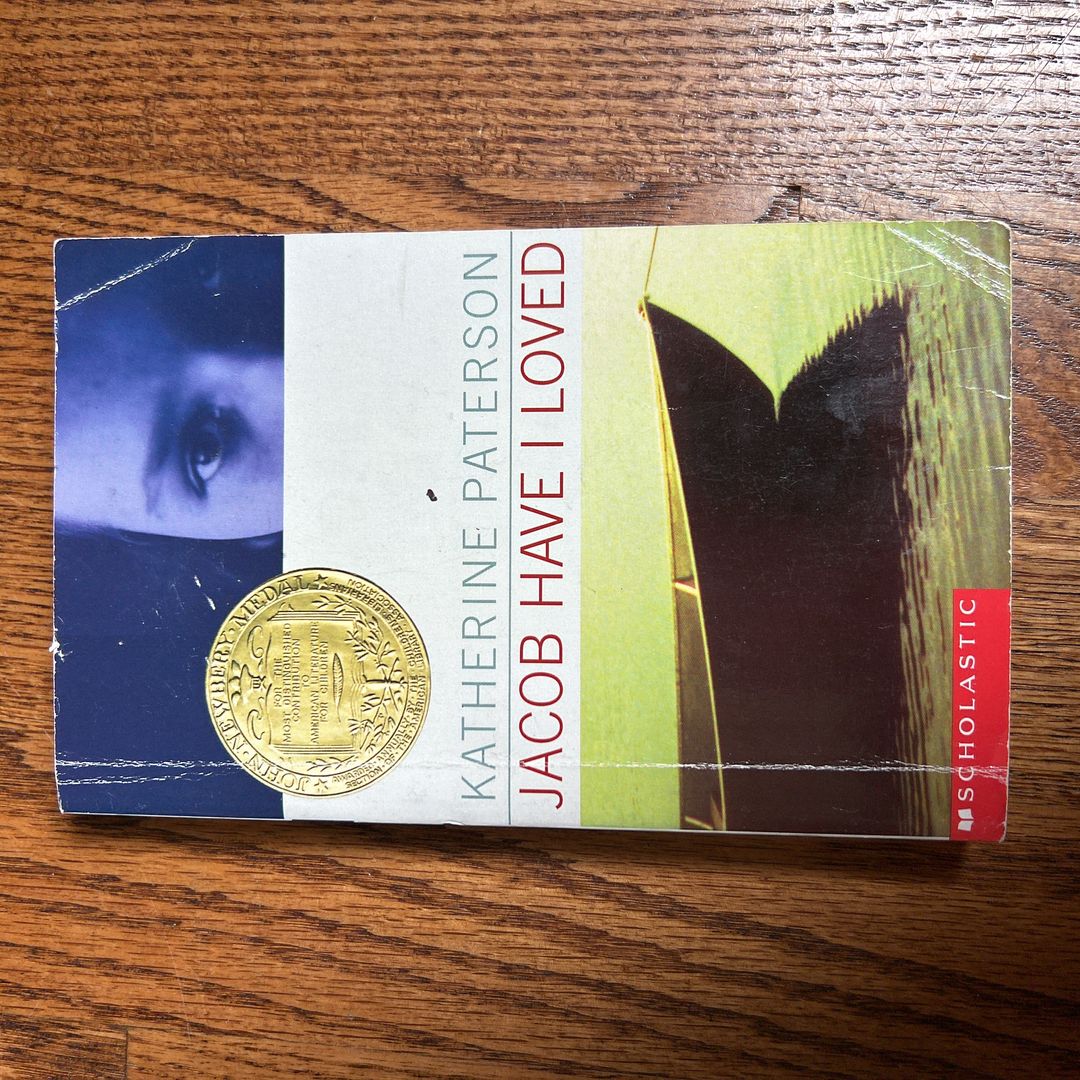 JOHN NEWBERY MEDAL
FOR THE
MOST DISTINGUISHED
CONTRIBUTION
TO
AMERICAN LITERATURE
FOR CHILDREN
KATHERINE PATERSON
JACOB HAVE I LOVED
SCHOLASTIC